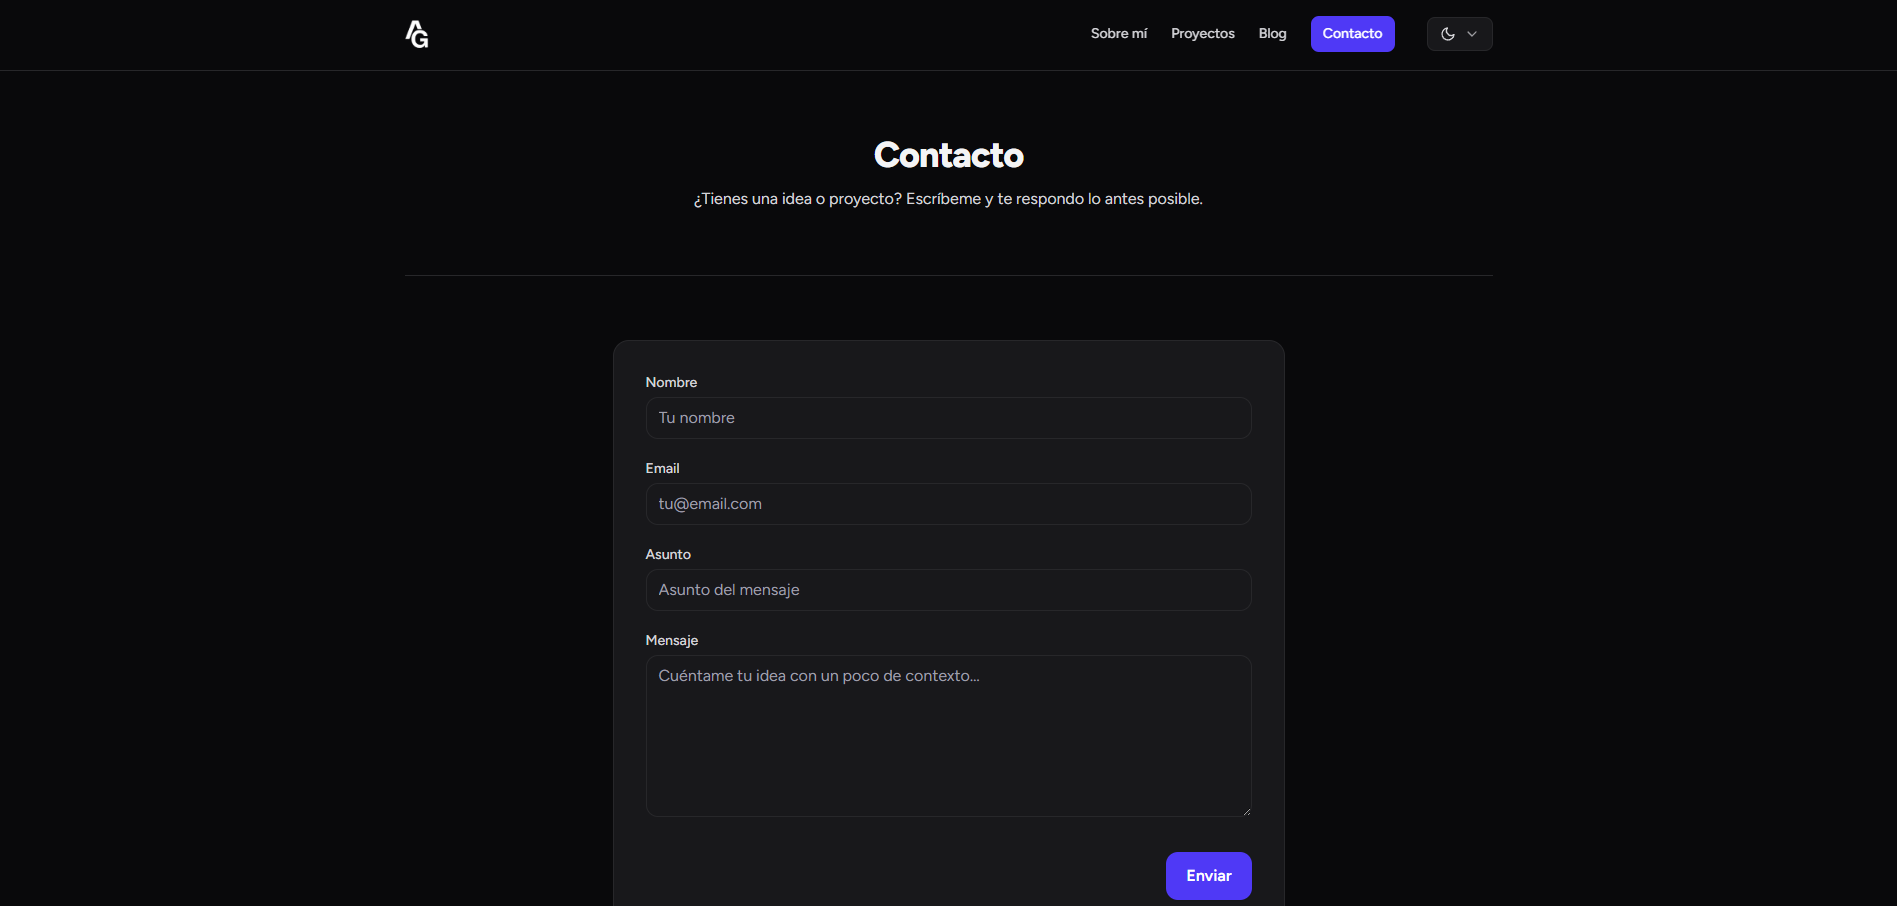 AG
Sobre mí Proyectos Blog Contacto
Contacto
¿Tienes una idea o proyecto? Escríbeme y te respondo lo antes posible.
Nombre
Tu nombre
Email
tu@email.com
Asunto
Asunto del mensaje
Mensaje
Cuéntame tu idea con un poco de contexto...
Enviar